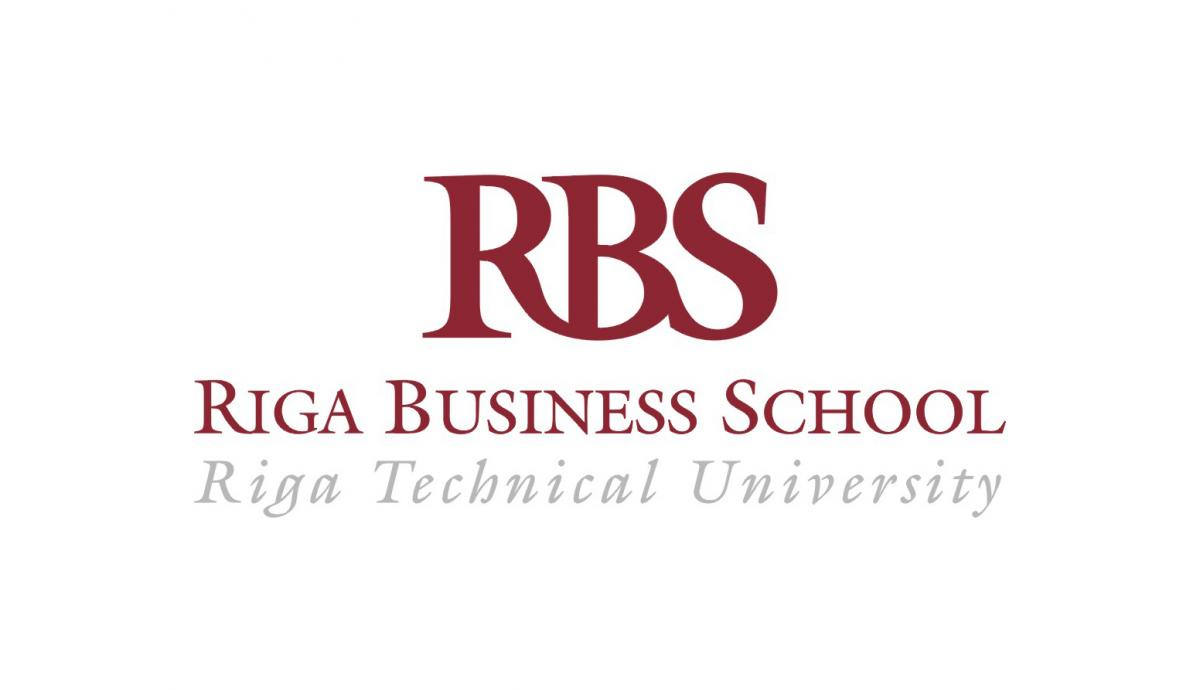 RBS
RIGA BUSINESS SCHOOL
Riga Technical University